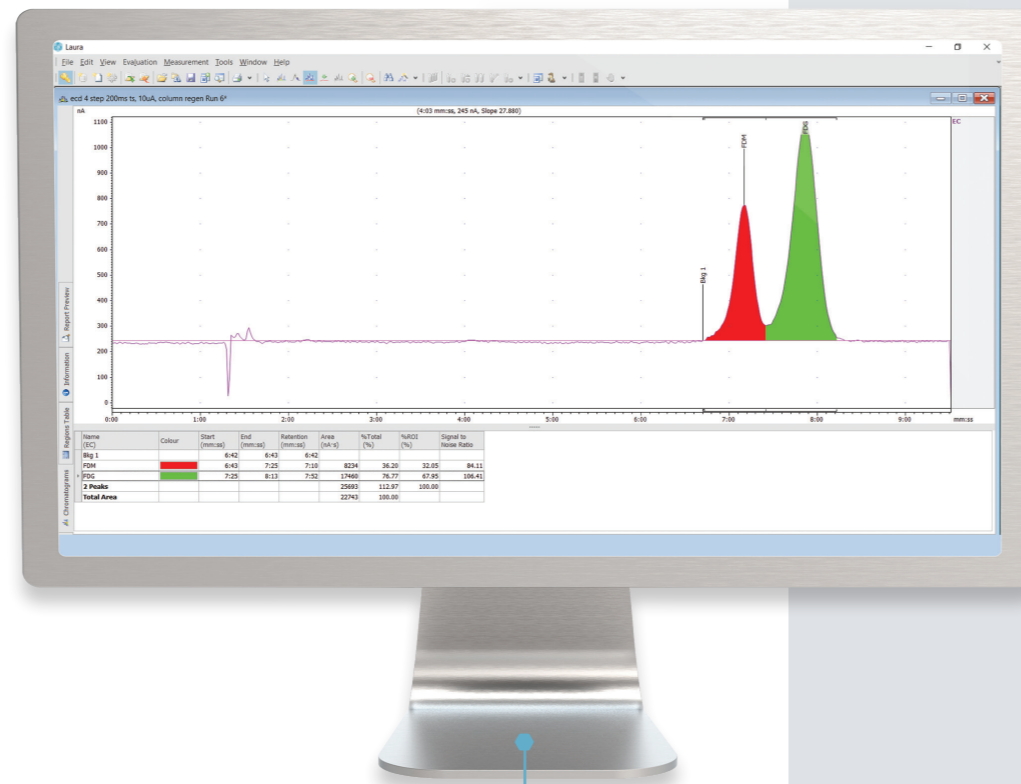 Laura
File Edit View Evaluation Measurement Tools Window Help
ecd 4 step 200ms ts, 10uA, column regen Run 6*
nA
(4:03 mm:ss, 245 nA, Slope 27.880)
EC
1100
1000
900
800
700
600
500
400
300
200
100
0
FDM
FDG
Bkg 1
0:00 1:00 2:00 3:00 4:00 5:00 6:00 7:00 8:00 9:00 mm:ss
Report Preview
Information
Regions Table
Chromatograms
Name (EC) Colour Start (mm:ss) End (mm:ss) Retention (mm:ss) Area (nA·s) %Total (%) %ROI (%) Signal to Noise Ratio
Bkg 1 6:42 6:43 6:42
FDM 6:43 7:25 7:10 8234 36.20 32.05 84.11
FDG 7:25 8:13 7:52 17460 76.77 67.95 106.41
2 Peaks 25693 112.97 100.00
Total Area 22743 100.00